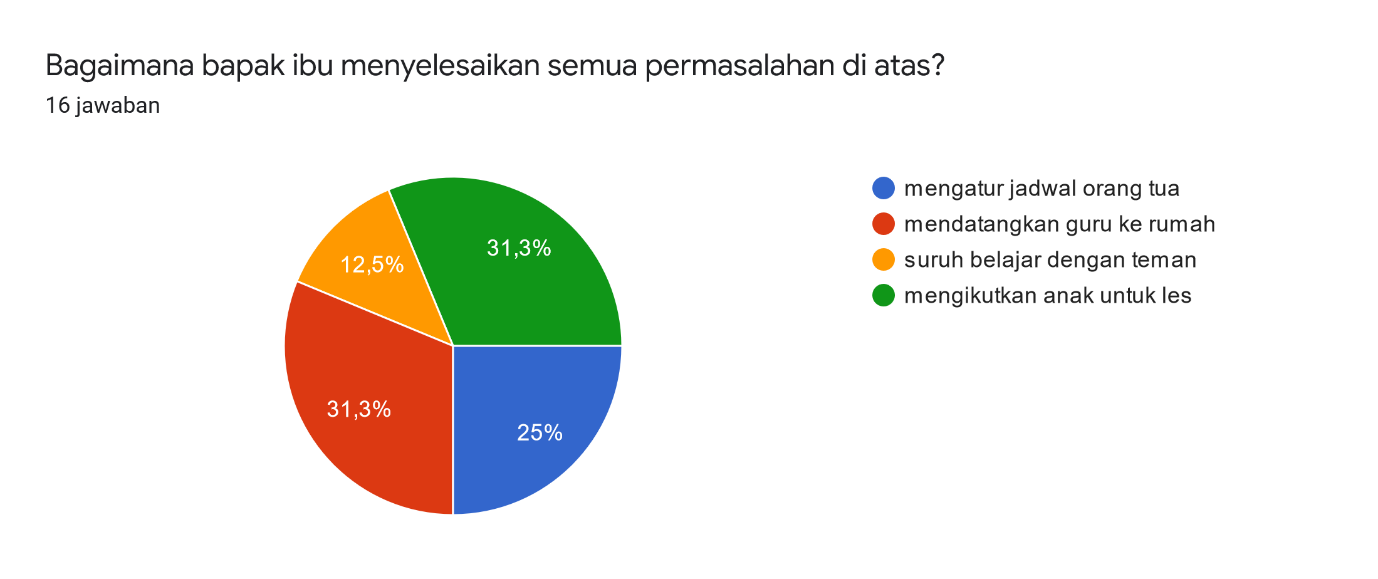 Bagaimana bapak ibu menyelesaikan semua permasalahan di atas?
16 jawaban
mengatur jadwal orang tua
mendatangkan guru ke rumah
suruh belajar dengan teman
mengikutkan anak untuk les
31,3%
12,5%
31,3%
25%